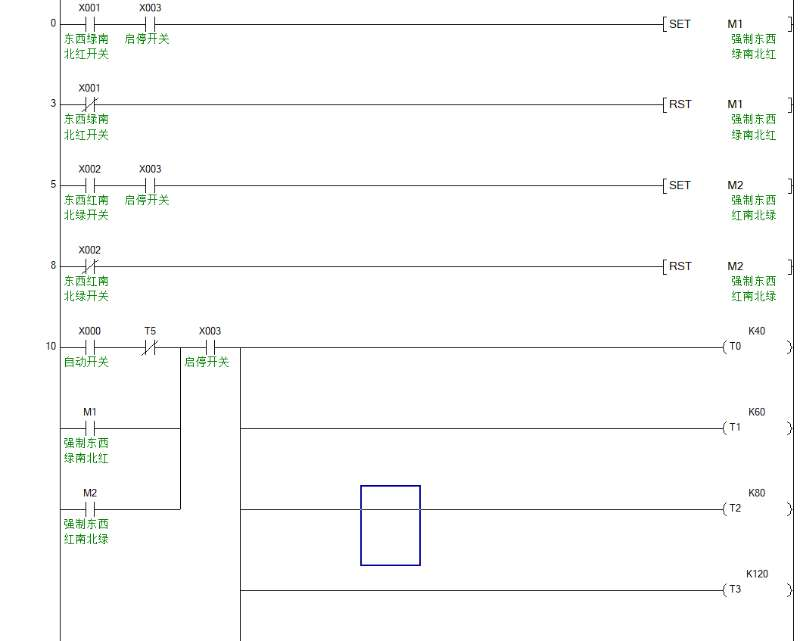 X001 X003
0 SET M1
东西绿南 启停开关 强制东西
北红开关 绿南北红
X001
3 RST M1
东西绿南 强制东西
北红开关 绿南北红
X002 X003
5 SET M2
东西红南 启停开关 强制东西
北绿开关 红南北绿
X002
8 RST M2
东西红南 强制东西
北绿开关 红南北绿
X000 T5 X003 K40
10 T0
自动开关 启停开关
M1 K60
T1
强制东西
绿南北红
M2 K80
T2
强制东西
红南北绿
K120
T3